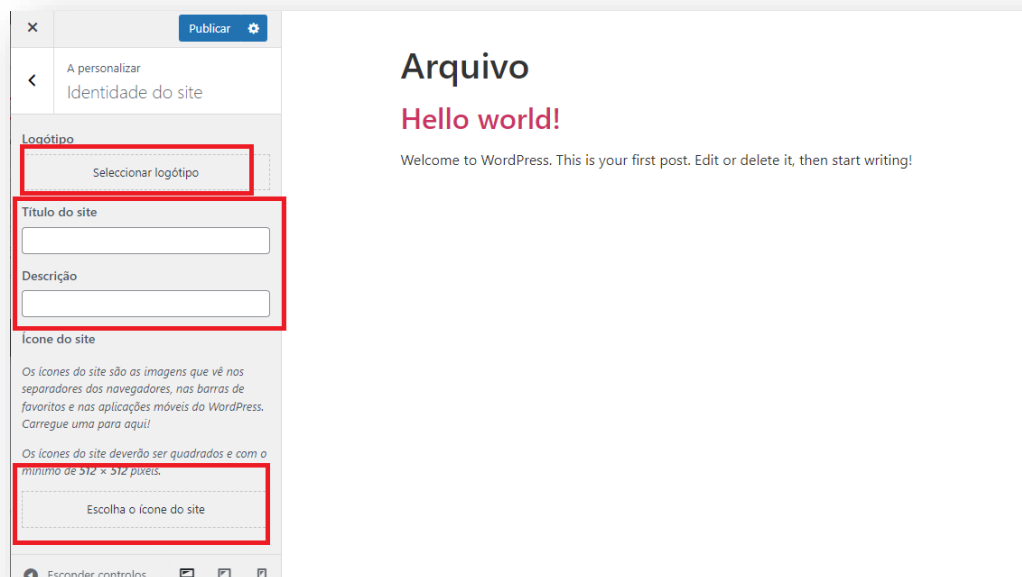 Publicar
A personalizar
Identidade do site
Logótipo
Seleccionar logótipo
Título do site
Descrição
Ícone do site
Os ícones do site são as imagens que vê nos
separadores dos navegadores, nas barras de
favoritos e nas aplicações móveis do WordPress.
Carregue uma para aqui!
Os ícones do site deverão ser quadrados e com o
mínimo de 512 × 512 píxeis.
Escolha o ícone do site
Esconder controlos
Arquivo
Hello world!
Welcome to WordPress. This is your first post. Edit or delete it, then start writing!